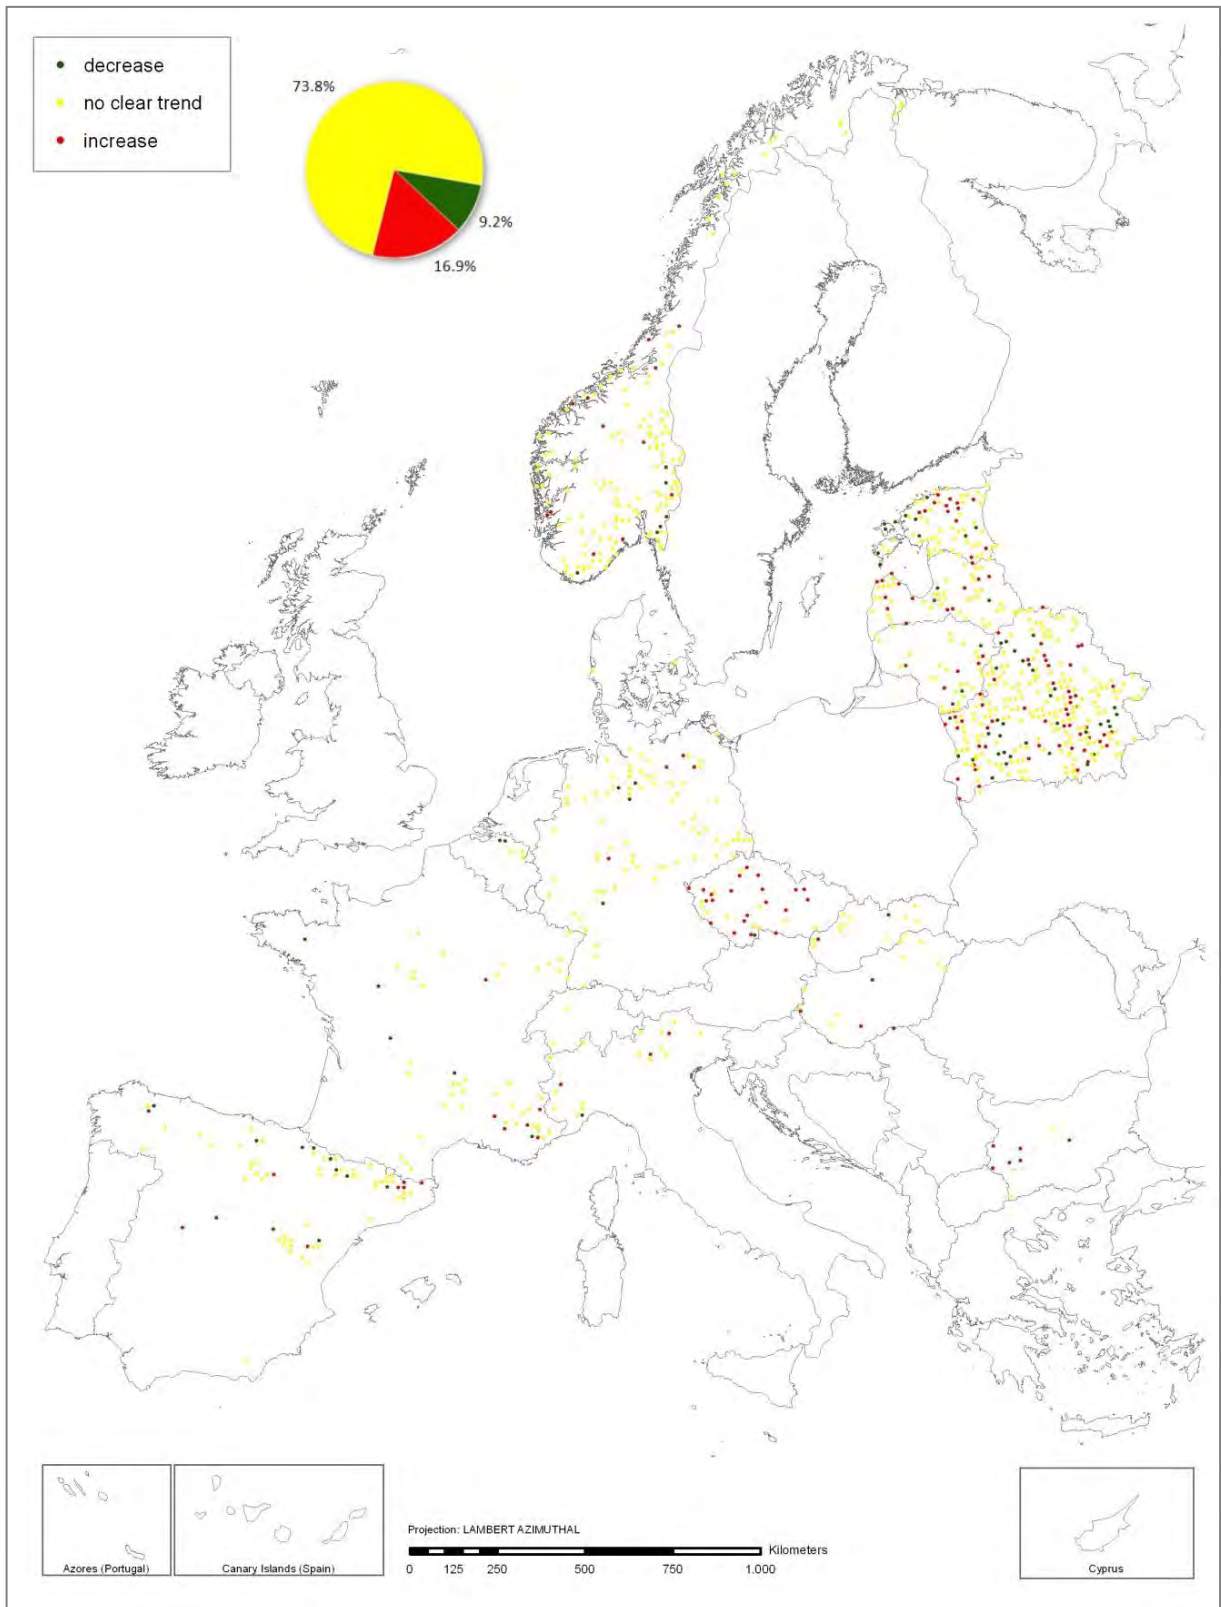 decrease
no clear trend
increase
73.8%
9.2%
16.9%
Projection: LAMBERT AZIMUTHAL
Kilometers
0 125 250 500 750 1.000
Azores (Portugal)
Canary Islands (Spain)
Cyprus